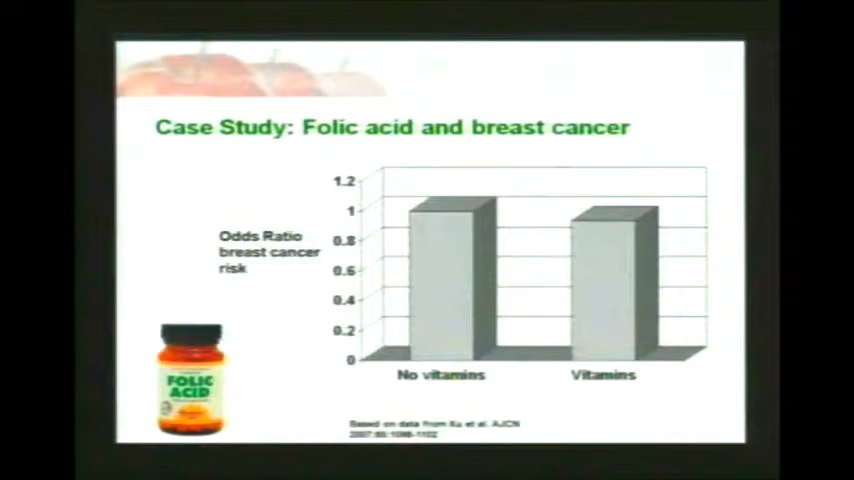 Case Study: Folic acid and breast cancer
1.2
1
0.8
0.6
0.4
0.2
0
Odds Ratio
breast cancer
risk
No vitamins
Vitamins
FOLIC
ACID
Based on data from Xu et al. AJCN